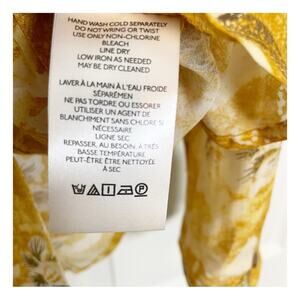 HAND WASH COLD SEPARATELY
DO NOT WRING OR TWIST
USE ONLY NON-CHLORINE
BLEACH
LINE DRY
LOW IRON AS NEEDED
MAY BE DRY CLEANED
LAVER À LA MAIN À L'EAU FROIDE
SÉPARÉMEN
NE PAS TORDRE OU ESSORER
UTILISER UN AGENT DE
BLANCHIMENT SANS CHLORE SI
NÉCESSAIRE
LIGNE SEC
REPASSER, AU BESOIN, À TRÈS
BASSE TEMPÉRATURE
PEUT-ÊTRE ÊTRE NETTOYÉE
À SEC